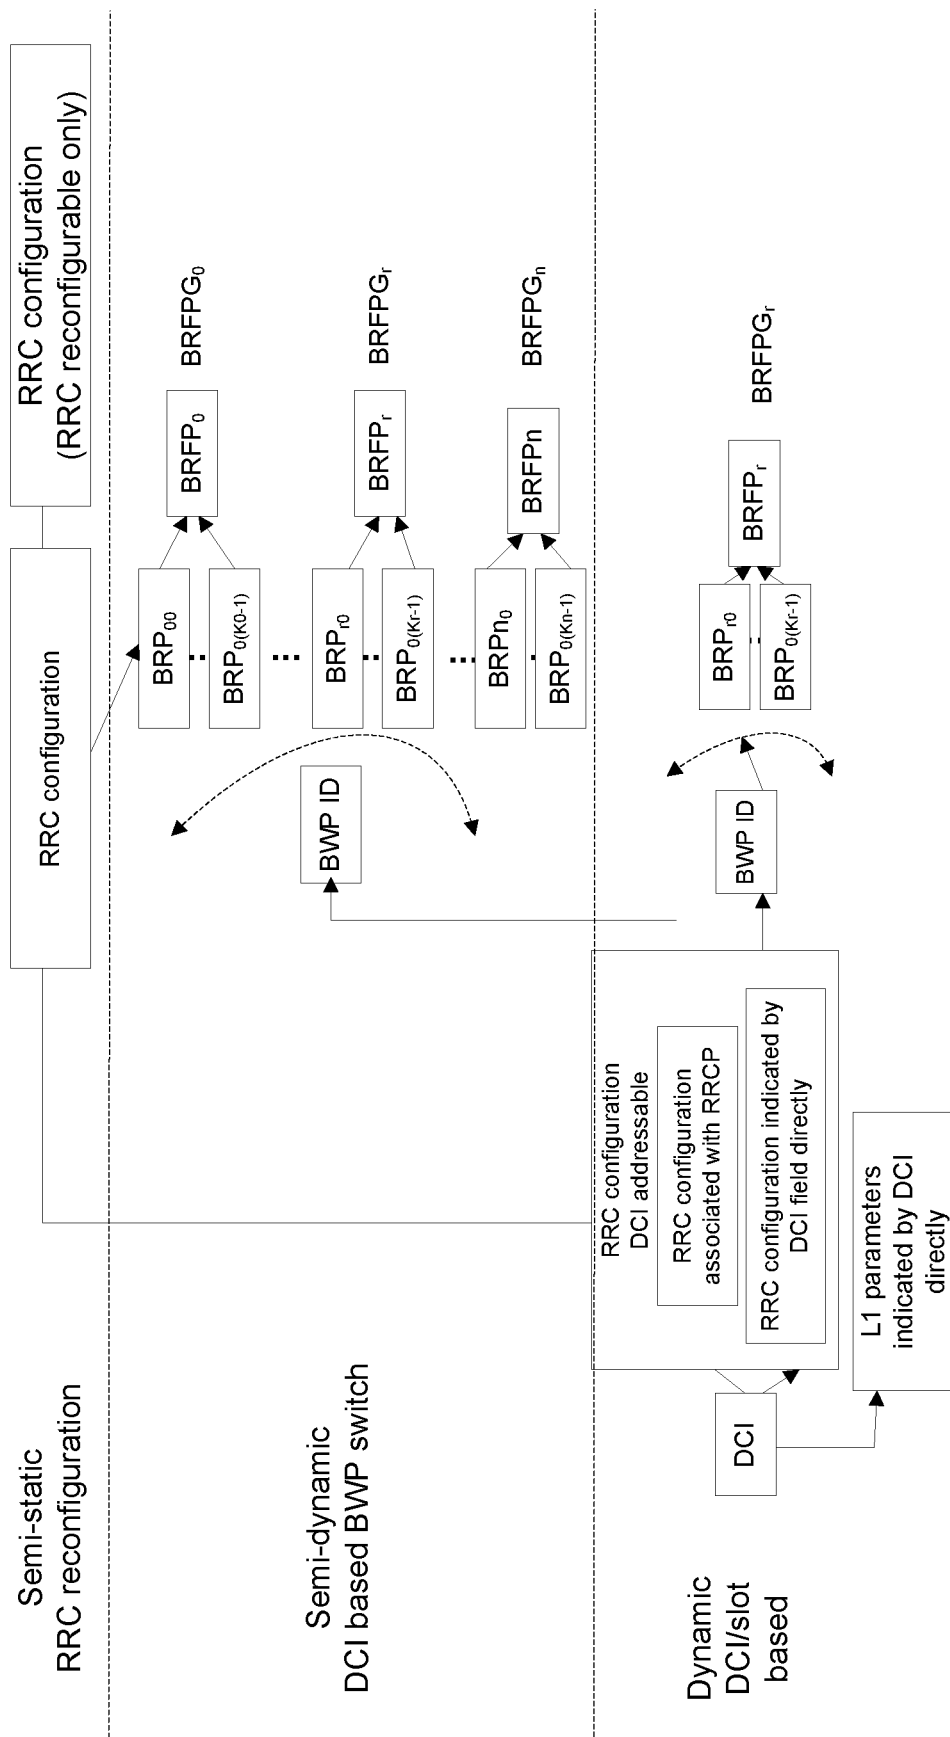 Semi-static
RRC reconfiguration
RRC configuration
RRC configuration
(RRC reconfigurable only)
Semi-dynamic
DCI based BWP switch
BWP ID
BRP₀₀
BRP₀₍K0-1₎
BRFP₀
BRFPG₀
BRPr0
BRP₀₍Kr-1₎
BRFPr
BRFPGr
BRPn₀
BRP₀₍Kn-1₎
BRFPn
BRFPGn
Dynamic
DCI/slot
based
DCI
RRC configuration
DCI addressable
RRC configuration
associated with RRCP
RRC configuration indicated by
DCI field directly
L1 parameters
indicated by DCI
directly
BWP ID
BRPr0
BRP₀₍Kr-1₎
BRFPr
BRFPGr